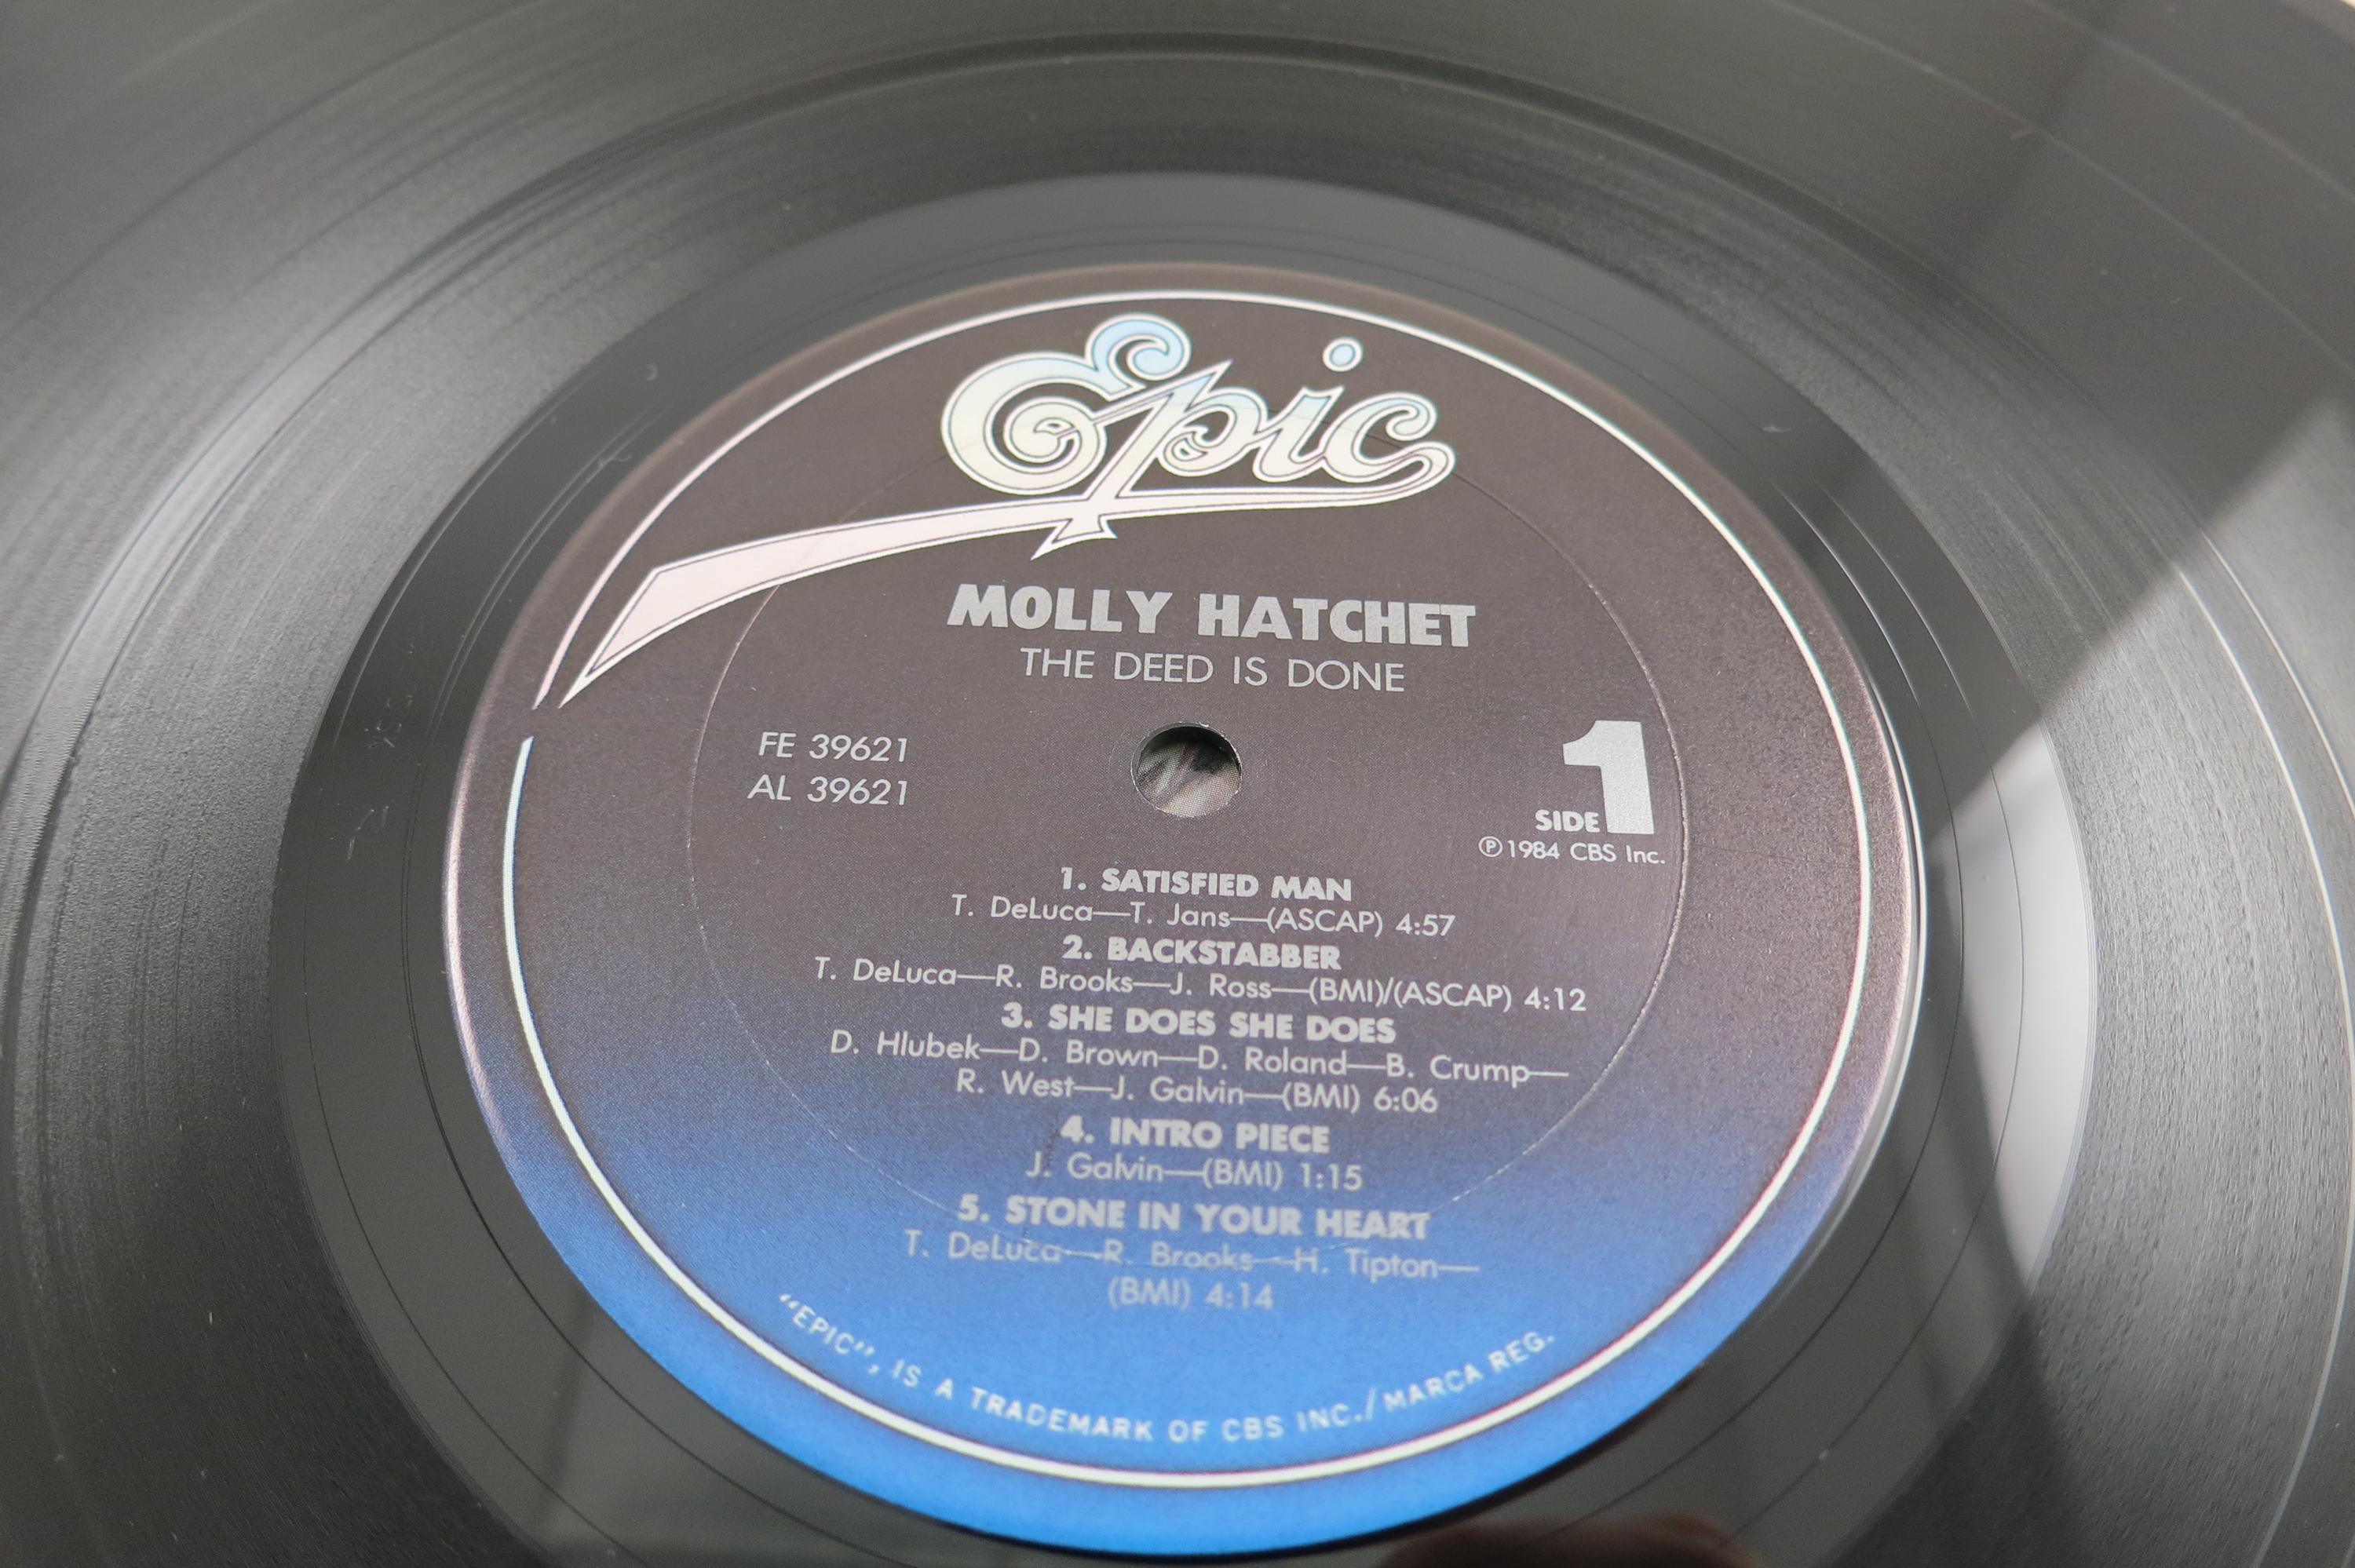 Epic
MOLLY HATCHET
THE DEED IS DONE
FE 39621
AL 39621
SIDE 1
Ⓟ1984 CBS Inc.
1. SATISFIED MAN
T. DeLuca—T. Jans—(ASCAP) 4:57
2. BACKSTABBER
T. DeLuca—R. Brooks—J. Ross—(BMI)/(ASCAP) 4:12
3. SHE DOES SHE DOES
D. Hlubek—D. Brown—D. Roland—B. Crump—
R. West—J. Galvin—(BMI) 6:06
4. INTRO PIECE
J. Galvin—(BMI) 1:15
5. STONE IN YOUR HEART
T. DeLuca—R. Brooks—H. Tipton—
(BMI) 4:14
“EPIC”, IS A TRADEMARK OF CBS INC./MARCA REG.